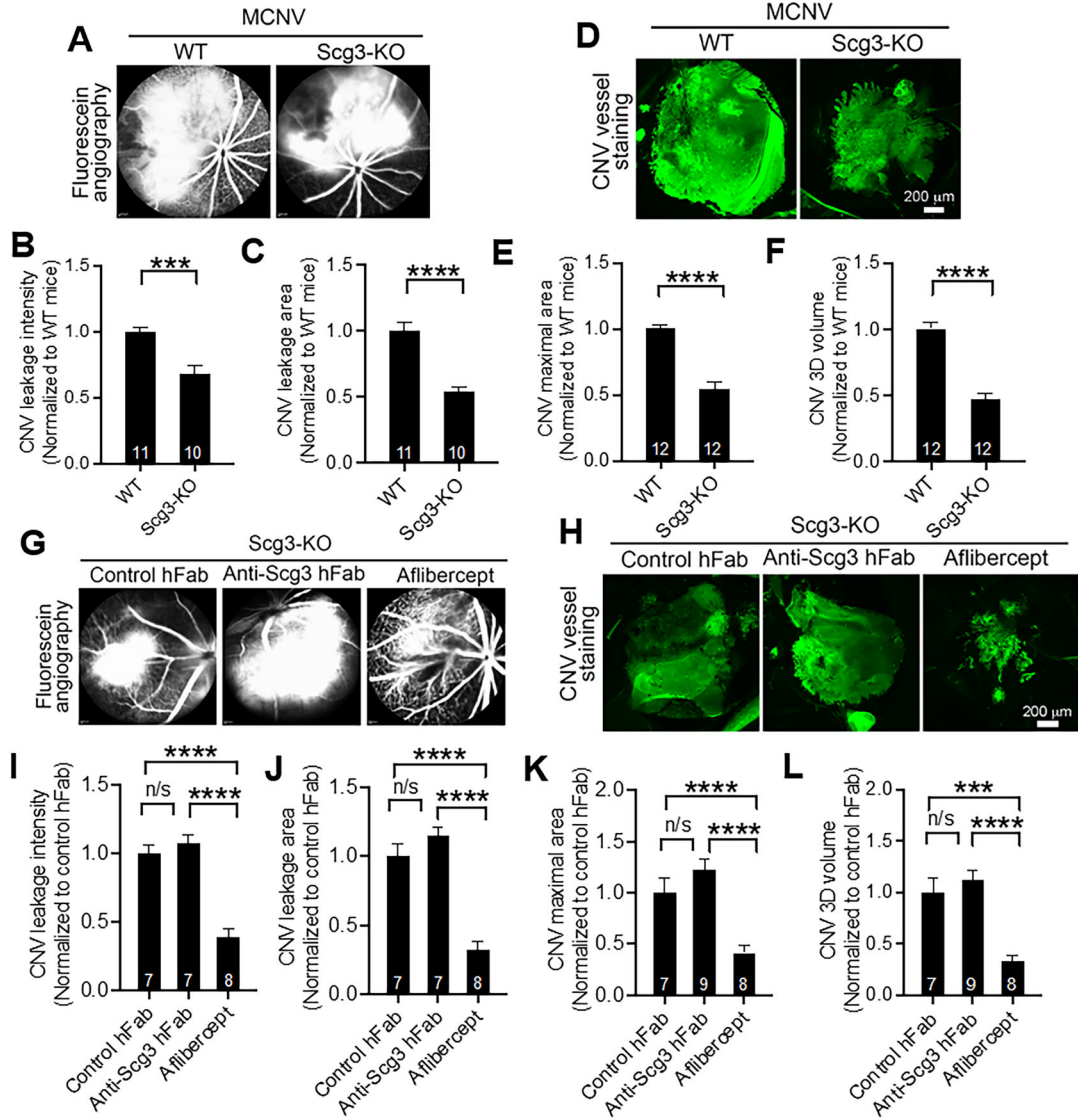 A
MCNV
WT
Scg3-KO
Fluorescein
angiography
D
MCNV
WT
Scg3-KO
CNV vessel
staining
200 µm
B
CNV leakage intensity
(Normalized to WT mice)
1.5
1.0
0.5
0.0
***
11
10
WT
Scg3-KO
C
CNV leakage area
(Normalized to WT mice)
1.5
1.0
0.5
0.0
****
11
10
WT
Scg3-KO
E
CNV maximal area
(Normalized to WT mice)
1.5
1.0
0.5
0.0
****
12
12
WT
Scg3-KO
F
CNV 3D volume
(Normalized to WT mice)
1.5
1.0
0.5
0.0
****
12
12
WT
Scg3-KO
G
Scg3-KO
Control hFab
Anti-Scg3 hFab
Aflibercept
Fluorescein
angiography
H
Scg3-KO
Control hFab
Anti-Scg3 hFab
Aflibercept
CNV vessel
staining
200 µm
I
CNV leakage intensity
(Normalized to control hFab)
1.5
1.0
0.5
0.0
****
n/s
****
7
7
8
Control hFab
Anti-Scg3 hFab
Aflibercept
J
CNV leakage area
(Normalized to control hFab)
1.5
1.0
0.5
0.0
****
n/s
****
7
7
8
Control hFab
Anti-Scg3 hFab
Aflibercept
K
CNV maximal area
(Normalized to control hFab)
2.0
1.5
1.0
0.5
0.0
****
n/s
****
7
9
8
Control hFab
Anti-Scg3 hFab
Aflibercept
L
CNV 3D volume
(Normalized to control hFab)
2.0
1.5
1.0
0.5
0.0
***
n/s
****
7
9
8
Control hFab
Anti-Scg3 hFab
Aflibercept